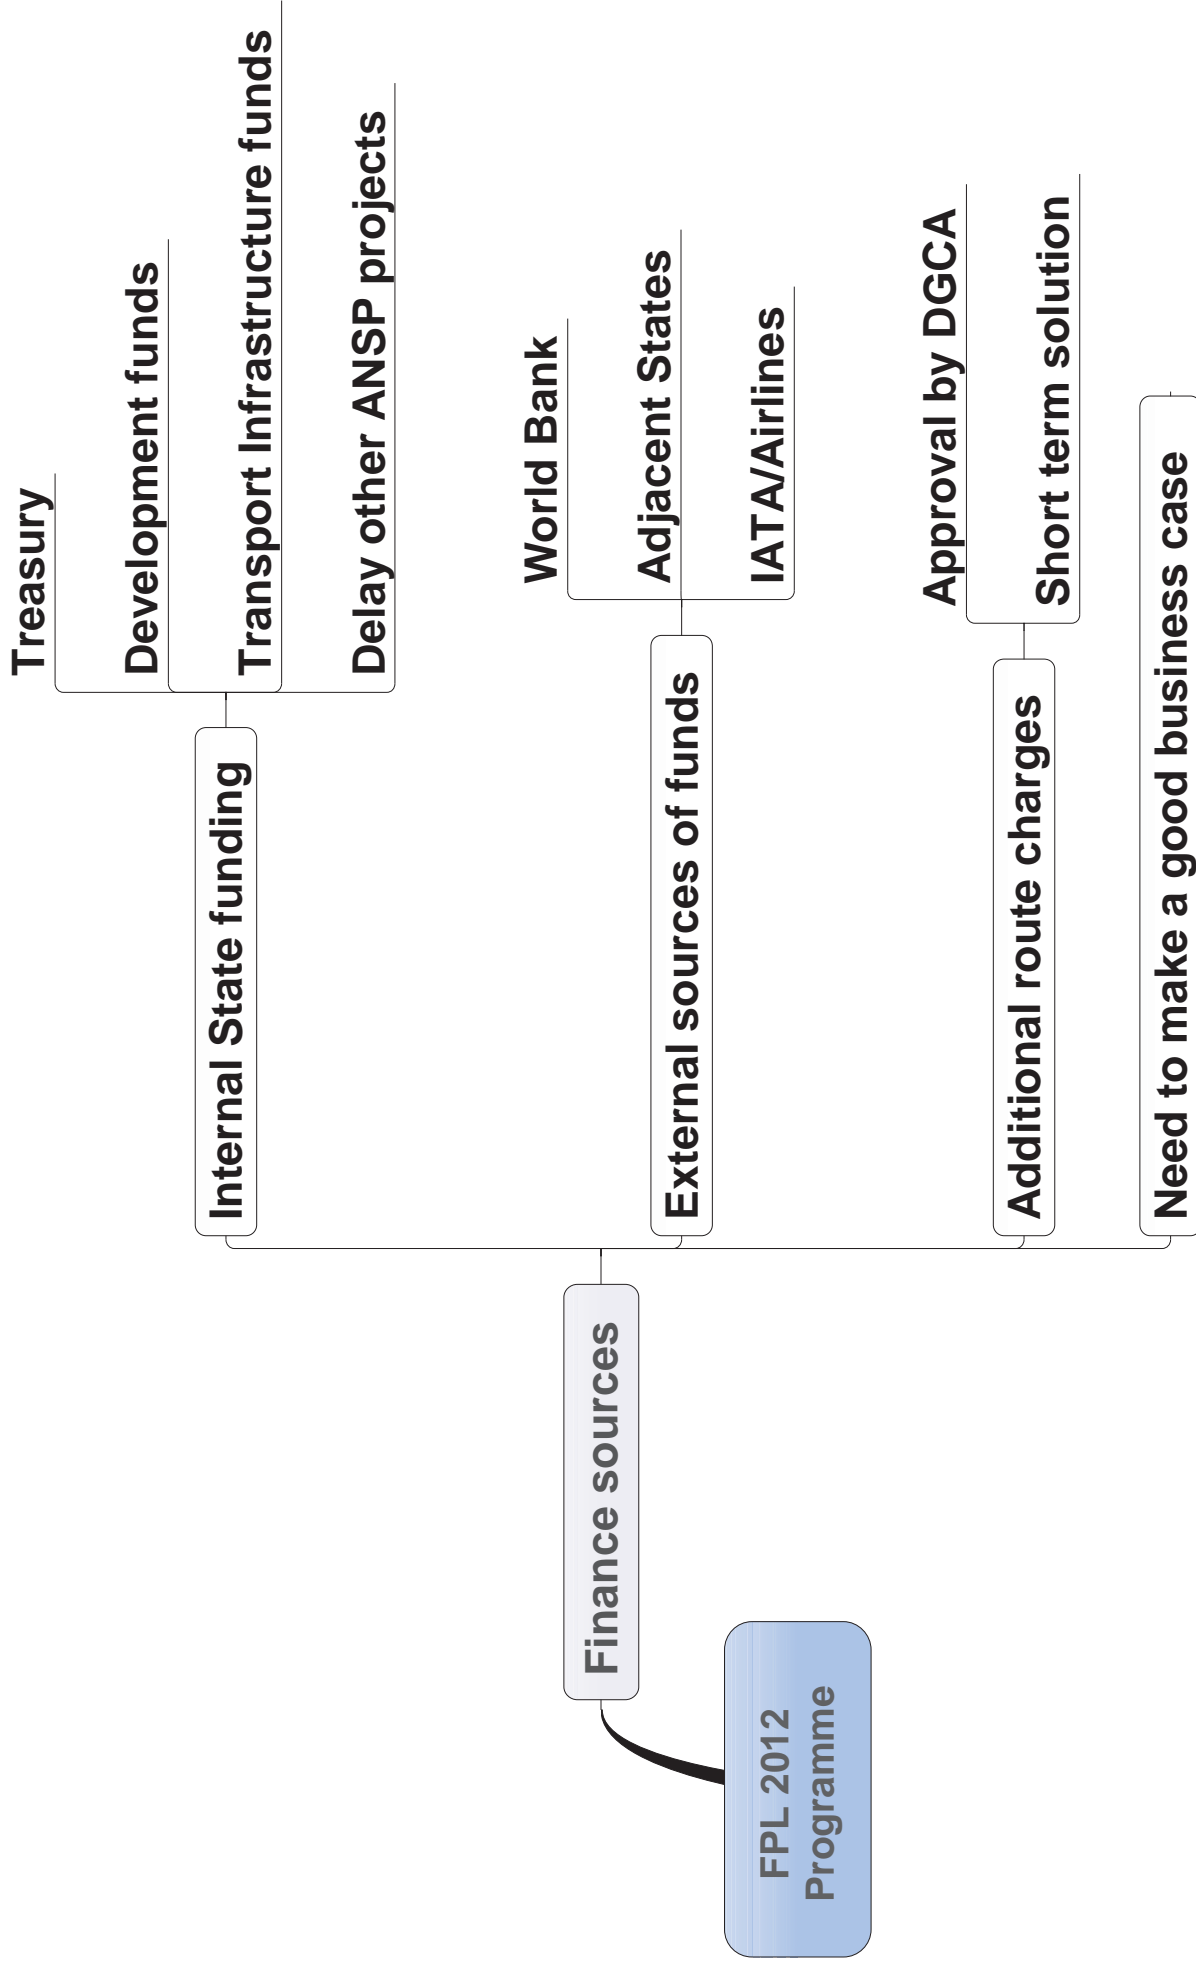 FPL 2012
Programme
Finance sources
Internal State funding
Treasury
Development funds
Transport Infrastructure funds
Delay other ANSP projects
External sources of funds
World Bank
Adjacent States
IATA/Airlines
Additional route charges
Approval by DGCA
Short term solution
Need to make a good business case